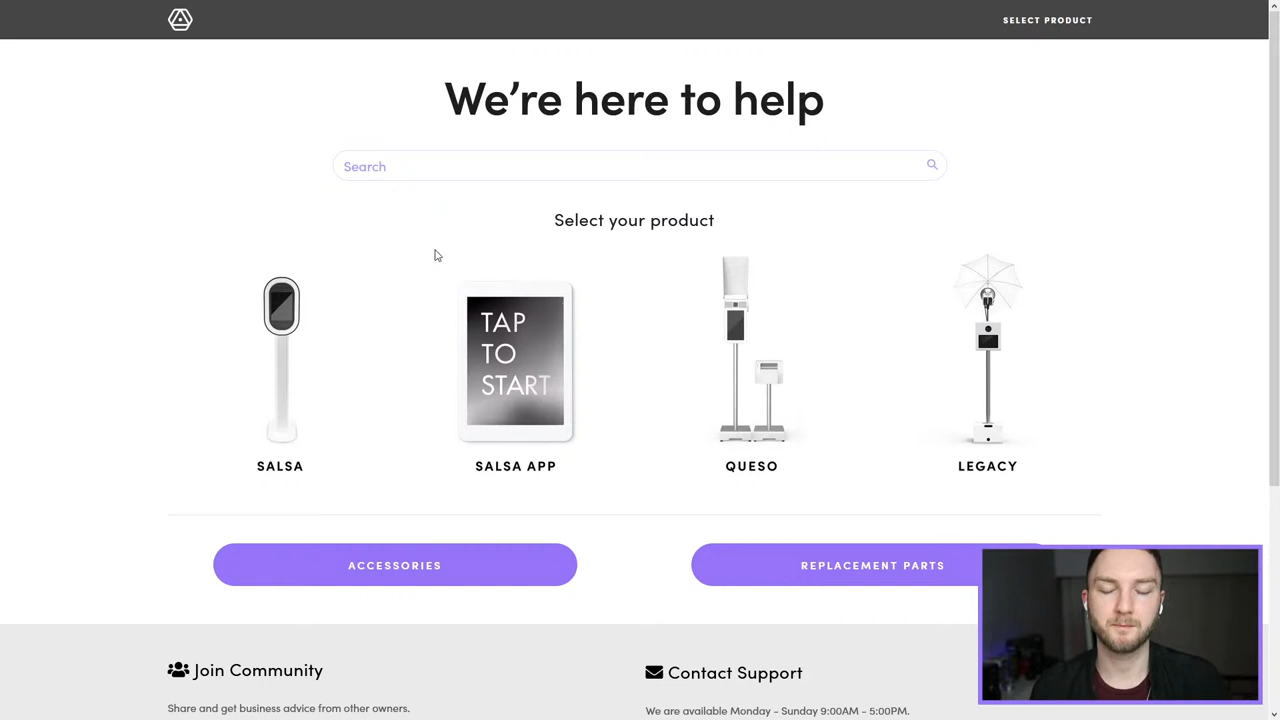 SELECT PRODUCT
We're here to help
Search
Select your product
TAP
TO
START
SALSA
SALSA APP
QUESO
LEGACY
ACCESSORIES
REPLACEMENT PARTS
Join Community
Contact Support
Share and get business advice from other owners.
We are available Monday - Sunday 9:00AM - 5:00PM.